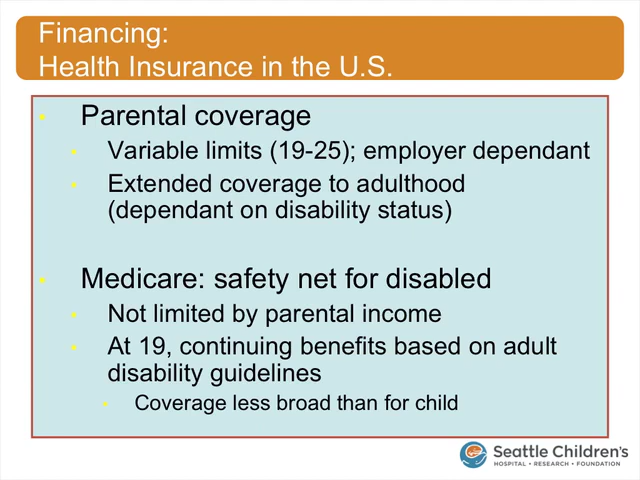 Financing:
Health Insurance in the U.S.
Parental coverage
Variable limits (19-25); employer dependant
Extended coverage to adulthood
(dependant on disability status)
Medicare: safety net for disabled
Not limited by parental income
At 19, continuing benefits based on adult
disability guidelines
Coverage less broad than for child
Seattle Children's
HOSPITAL • RESEARCH • FOUNDATION